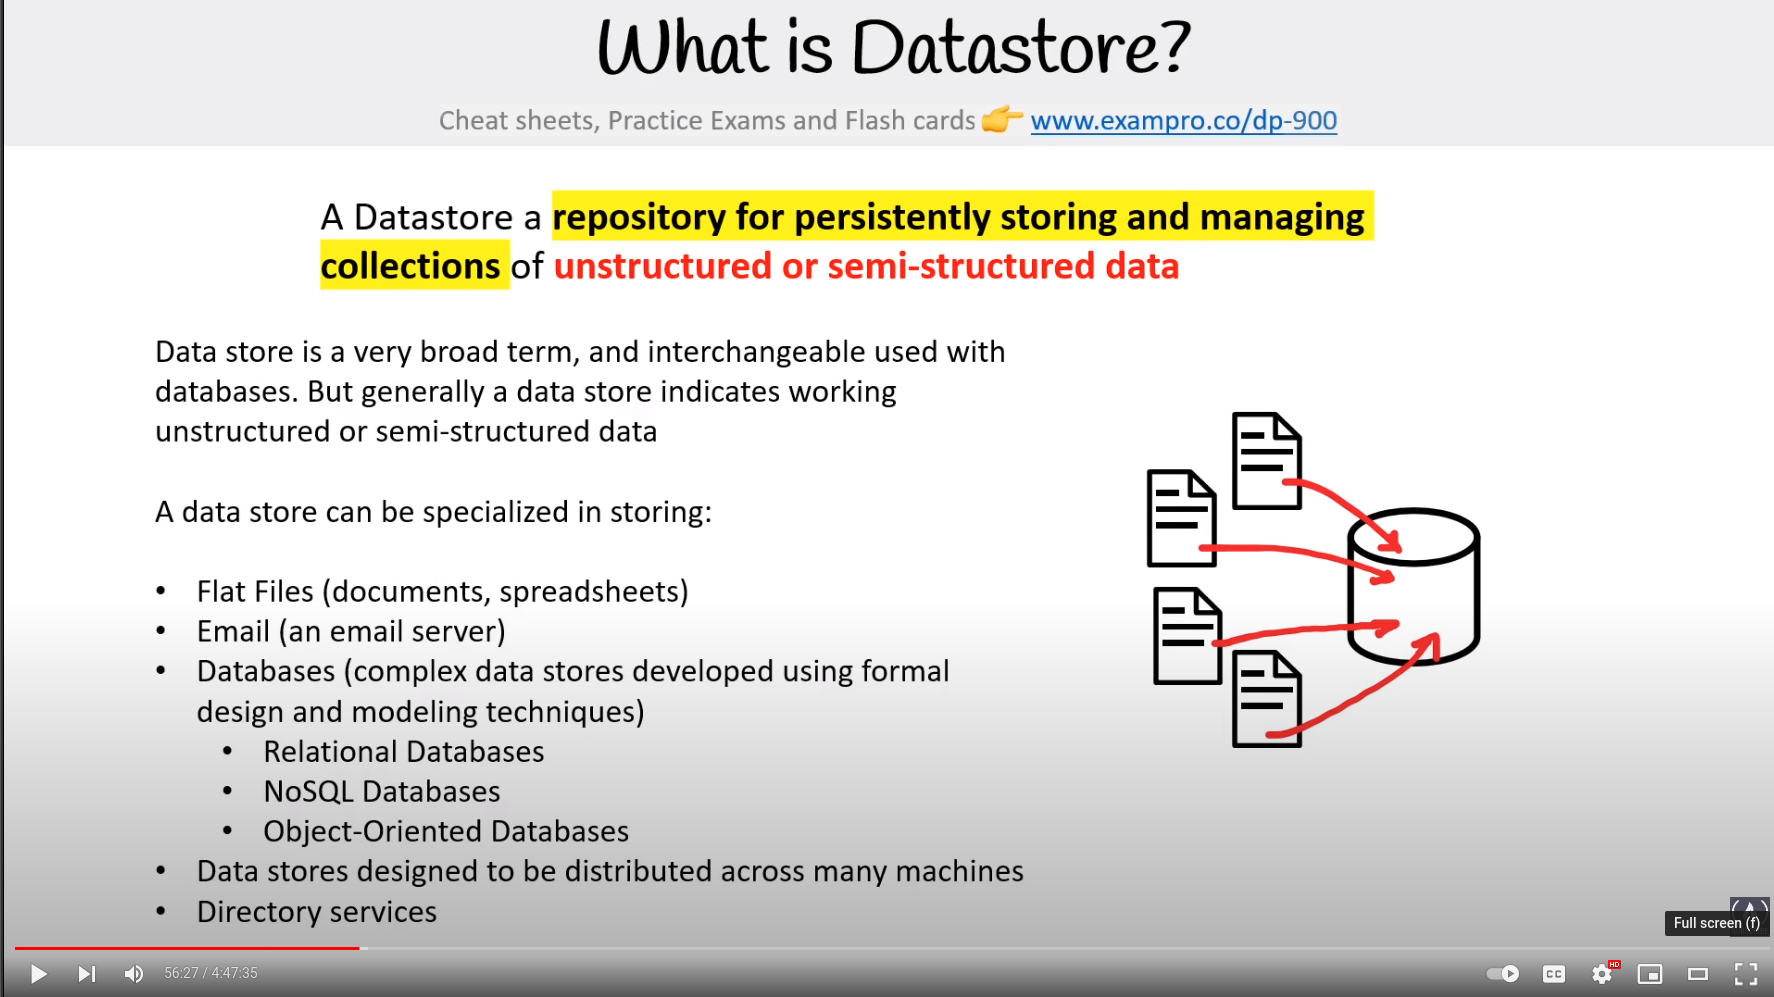 What is Datastore?
Cheat sheets, Practice Exams and Flash cards 👉 www.exampro.co/dp-900
A Datastore a repository for persistently storing and managing
collections of unstructured or semi-structured data
Data store is a very broad term, and interchangeable used with
databases. But generally a data store indicates working
unstructured or semi-structured data
A data store can be specialized in storing:
• Flat Files (documents, spreadsheets)
• Email (an email server)
• Databases (complex data stores developed using formal
design and modeling techniques)
• Relational Databases
• NoSQL Databases
• Object-Oriented Databases
• Data stores designed to be distributed across many machines
• Directory services
Full screen (f)
56:27 / 4:47:35
CC
HD